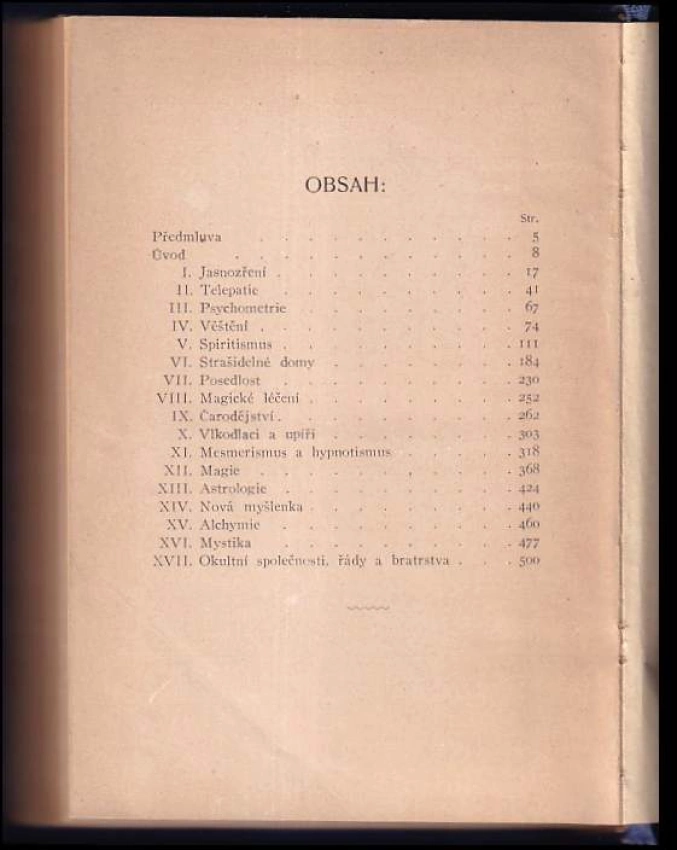 OBSAH:
Str.
Předmluva . . . . . . . . . . . . 5
Úvod . . . . . . . . . . . . 8
I. Jasnozření . . . . . . . . . . 17
II. Telepatie . . . . . . . . . . 41
III. Psychometrie . . . . . . . . . 67
IV. Věštění . . . . . . . . . . . 74
V. Spiritismus . . . . . . . . . . 111
VI. Strašidelné domy . . . . . . . . 184
VII. Posedlost . . . . . . . . . . 230
VIII. Magické léčení . . . . . . . . . 252
IX. Čarodějství . . . . . . . . . . 262
X. Vlkodlaci a upíři . . . . . . . . 303
XI. Mesmerismus a hypnotismus . . . . . 318
XII. Magie . . . . . . . . . . . 368
XIII. Astrologie . . . . . . . . . . 424
XIV. Nová myšlenka . . . . . . . . . 440
XV. Alchymie . . . . . . . . . . 460
XVI. Mystika . . . . . . . . . . 477
XVII. Okultní společnosti, řády a bratrstva . . . 500